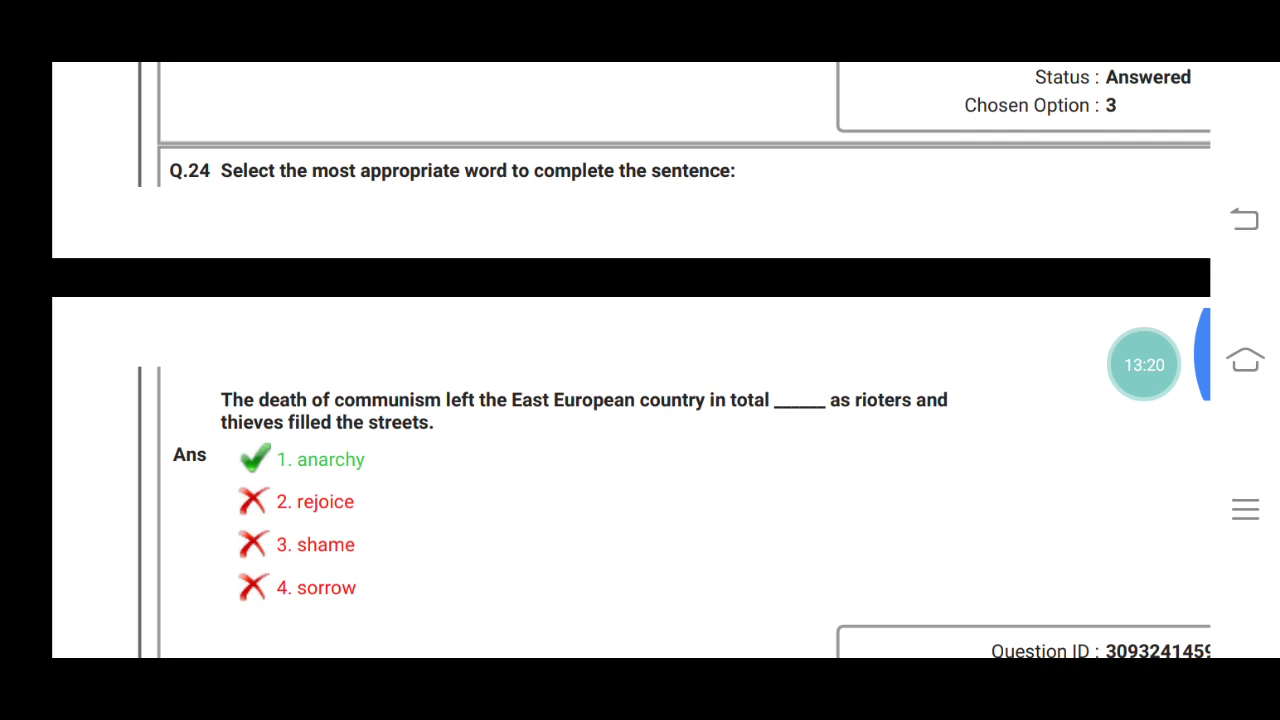 Status : Answered
Chosen Option : 3
Q.24 Select the most appropriate word to complete the sentence:
13:20
The death of communism left the East European country in total ______ as rioters and
thieves filled the streets.
Ans
1. anarchy
2. rejoice
3. shame
4. sorrow
Question ID : 3093241459